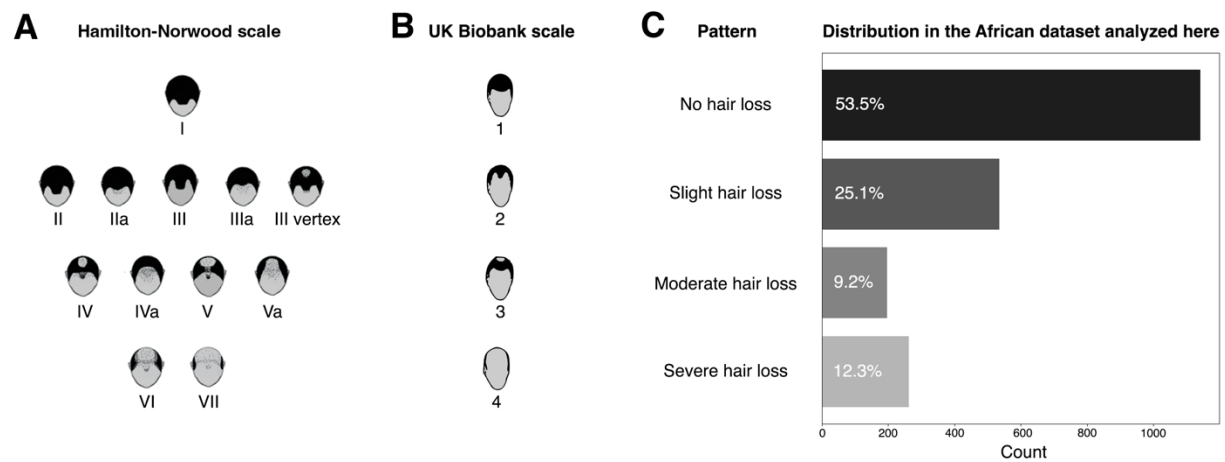 A Hamilton-Norwood scale
I
II IIa III IIIa III vertex
IV IVa V Va
VI VII
B UK Biobank scale
1
2
3
4
C Pattern Distribution in the African dataset analyzed here
No hair loss 53.5%
Slight hair loss 25.1%
Moderate hair loss 9.2%
Severe hair loss 12.3%
0 200 400 600 800 1000
Count